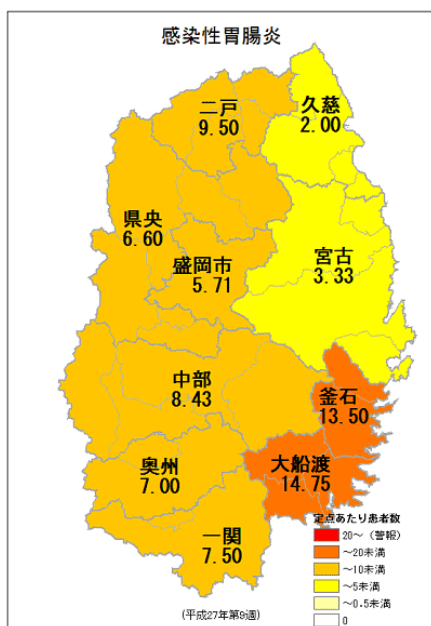 感染性胃腸炎
二戸
9.50
久慈
2.00
県央
6.60
盛岡市
5.71
宮古
3.33
中部
8.43
釜石
13.50
奥州
7.00
大船渡
14.75
一関
7.50
定点あたり患者数
20～（警報）
～20未満
～10未満
～5未満
～0.5未満
0
(平成27年第9週)